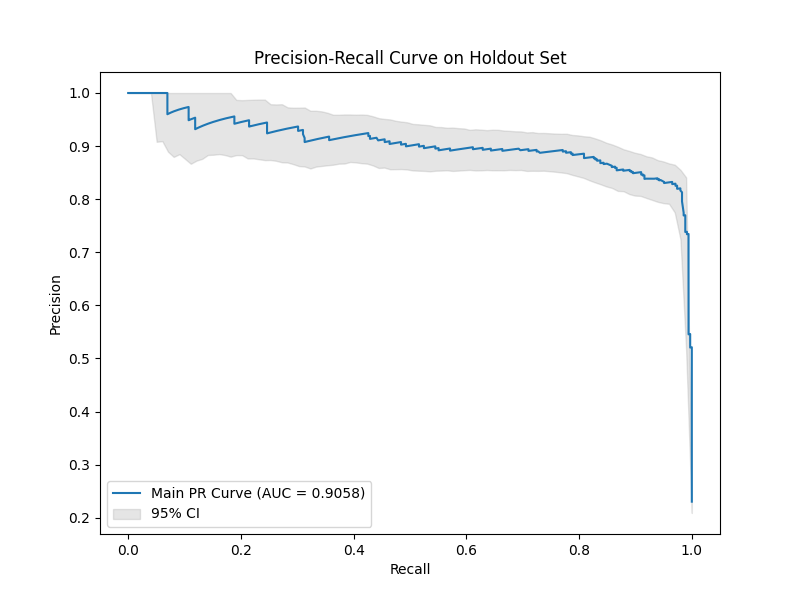 Precision-Recall Curve on Holdout Set
1.0
0.9
0.8
0.7
0.6
0.5
0.4
0.3
0.2
Precision
Main PR Curve (AUC = 0.9058)
95% CI
0.0 0.2 0.4 0.6 0.8 1.0
Recall